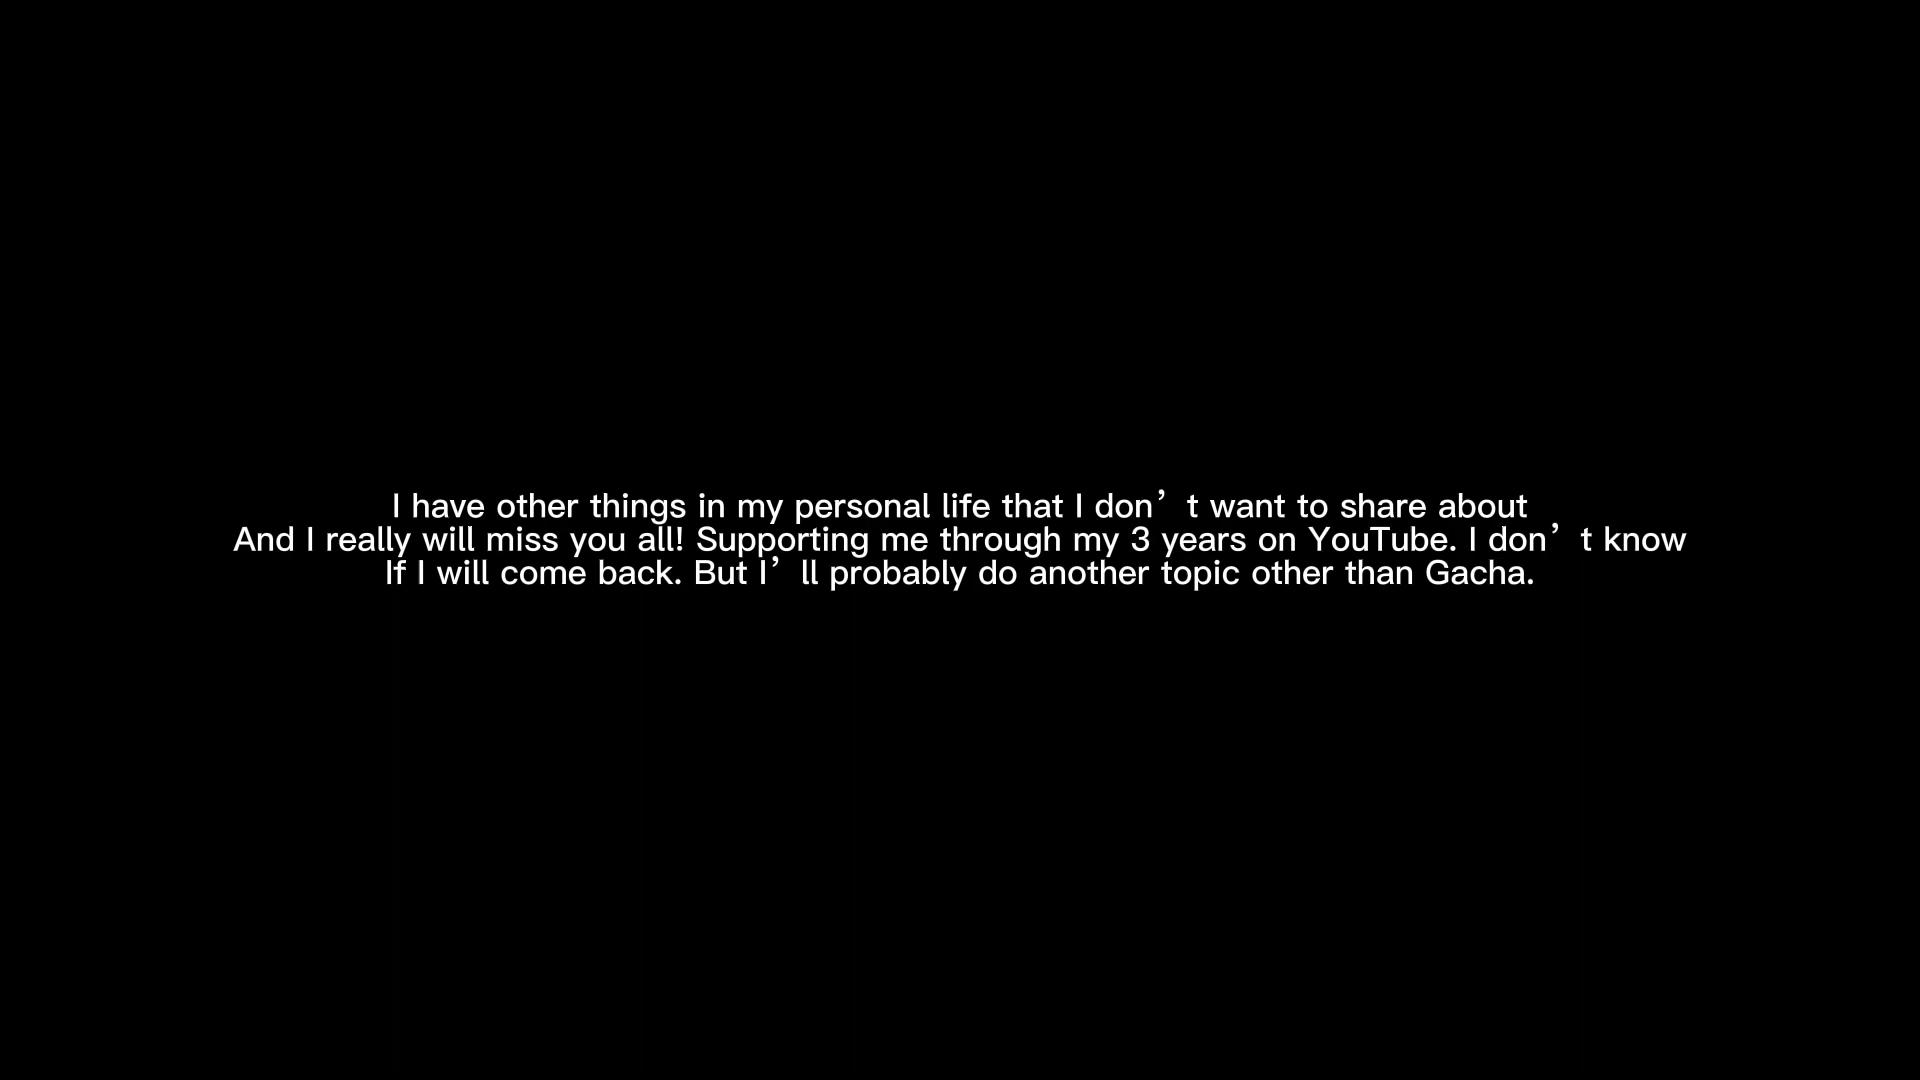 I have other things in my personal life that I don’t want to share about
And I really will miss you all! Supporting me through my 3 years on YouTube. I don’t know
If I will come back. But I’ll probably do another topic other than Gacha.